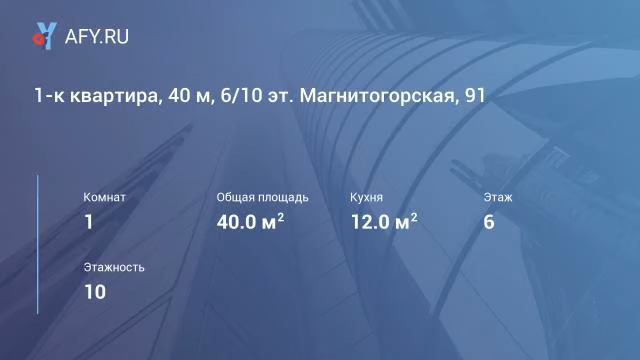 AFY.RU
1-к квартира, 40 м, 6/10 эт. Магнитогорская, 91
Комнат
1
Общая площадь
40.0 м²
Кухня
12.0 м²
Этаж
6
Этажность
10